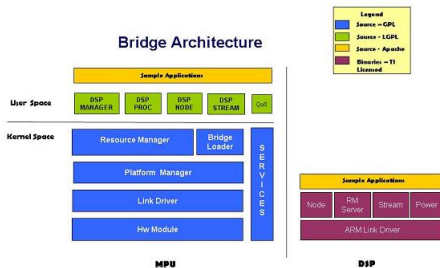 Legend
Source - GPL
Source - LGPL
Source - Apache
Binaries - TI Licensed
Bridge Architecture
Sample Applications
User Space
DSP MANAGER
DSP PROC
DSP NODE
DSP STREAM
Kernel Space
Resource Manager
Bridge Loader
SERVICES
Platform Manager
Link Driver
Hw Module
MPU
Sample Applications
Node
RM Server
Stream
Power
ARM Link Driver
DSP